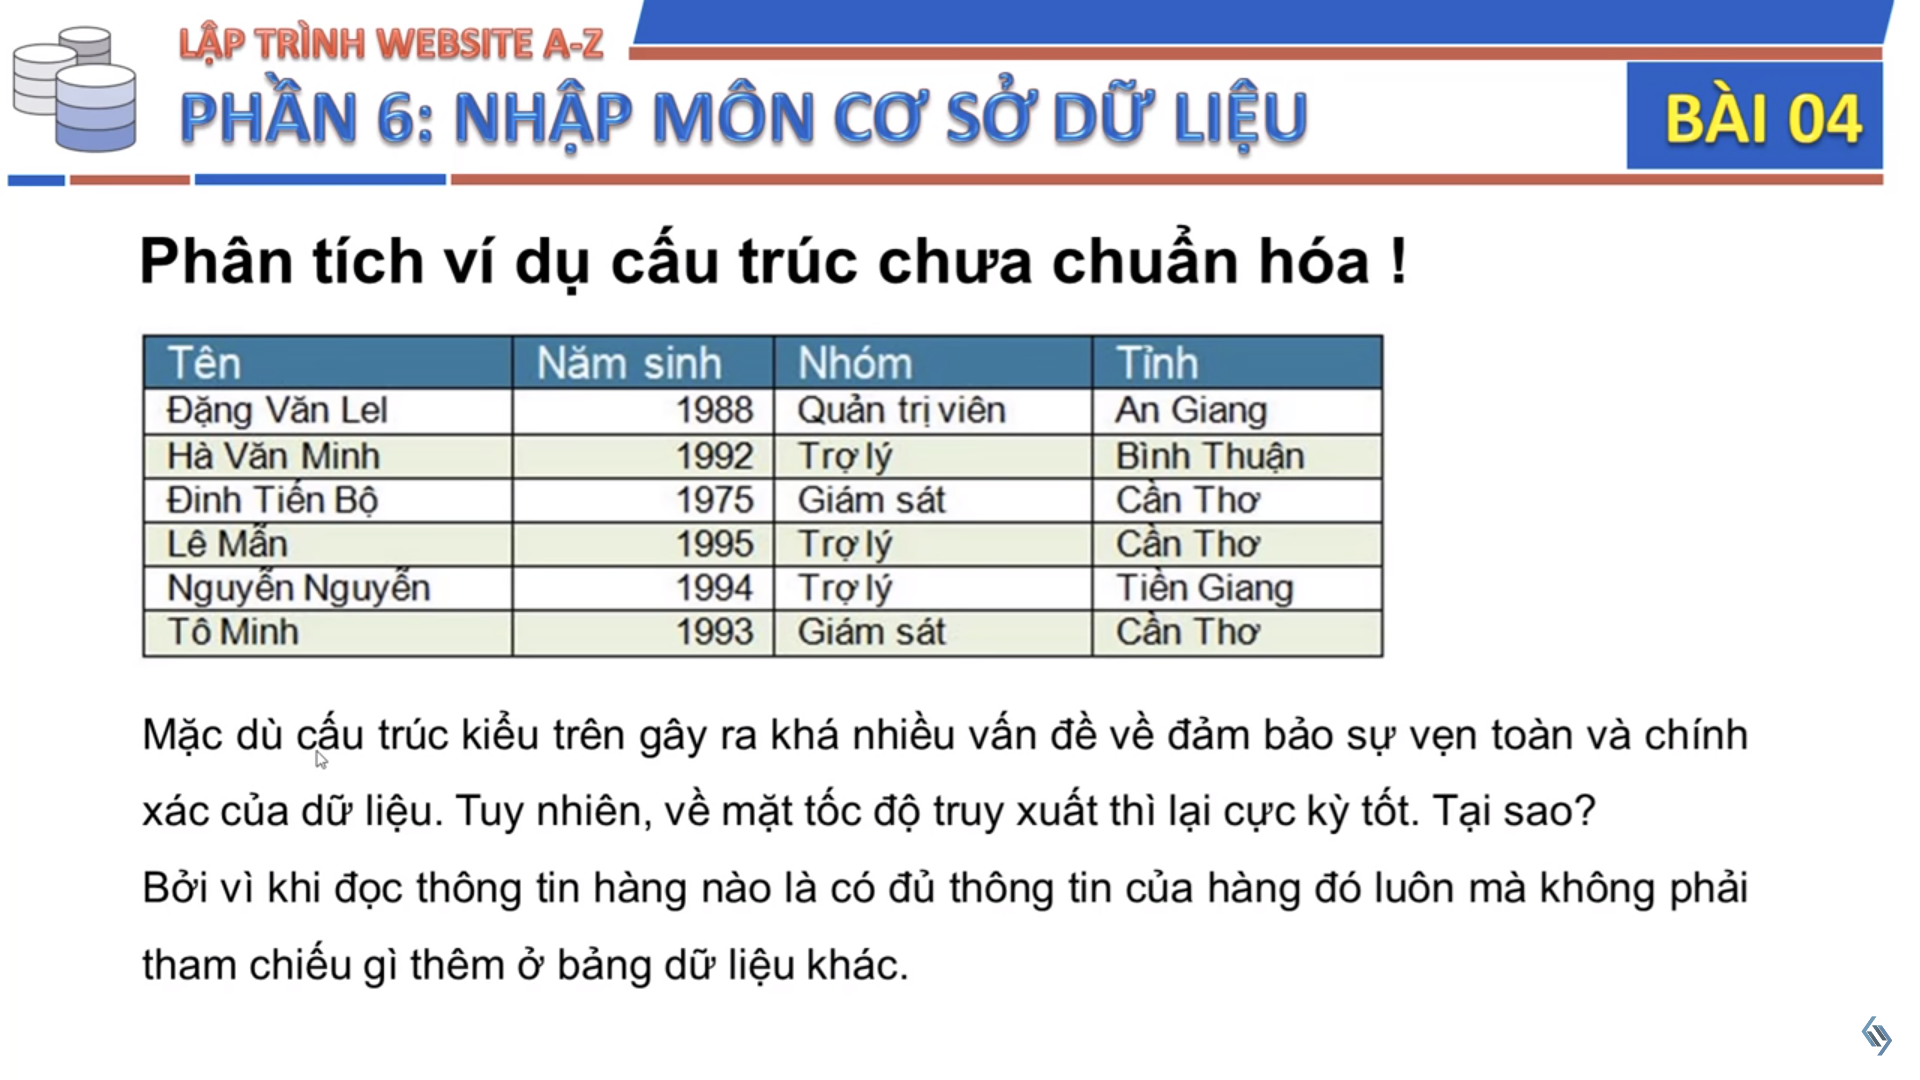 LẬP TRÌNH WEBSITE A-Z
PHẦN 6: NHẬP MÔN CƠ SỞ DỮ LIỆU
BÀI 04
Phân tích ví dụ cấu trúc chưa chuẩn hóa !
Tên Năm sinh Nhóm Tỉnh
Đặng Văn Lel 1988 Quản trị viên An Giang
Hà Văn Minh 1992 Trợ lý Bình Thuận
Đinh Tiến Bộ 1975 Giám sát Cần Thơ
Lê Mẫn 1995 Trợ lý Cần Thơ
Nguyễn Nguyễn 1994 Trợ lý Tiền Giang
Tô Minh 1993 Giám sát Cần Thơ
Mặc dù cấu trúc kiểu trên gây ra khá nhiều vấn đề về đảm bảo sự vẹn toàn và chính
xác của dữ liệu. Tuy nhiên, về mặt tốc độ truy xuất thì lại cực kỳ tốt. Tại sao?
Bởi vì khi đọc thông tin hàng nào là có đủ thông tin của hàng đó luôn mà không phải
tham chiếu gì thêm ở bảng dữ liệu khác.